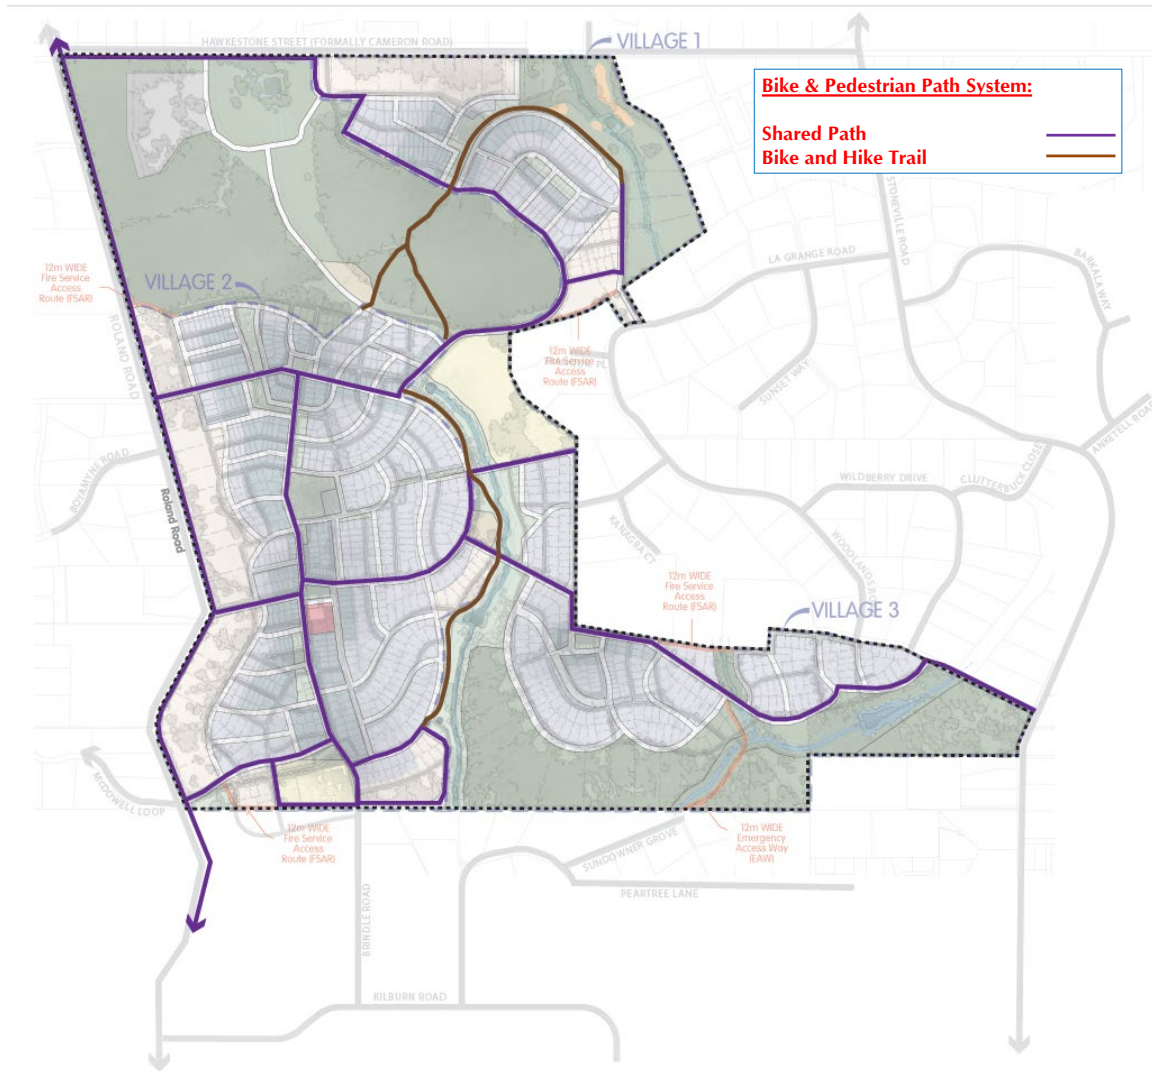 HAWKESTONE STREET (FORMALLY CAMERON ROAD)
VILLAGE 1
Bike & Pedestrian Path System:
Shared Path
Bike and Hike Trail
STONEVILLE ROAD
LA GRANGE ROAD
BARKALA WAY
12m WIDE
Fire Service
Access
Route (FSAR)
VILLAGE 2
ROLAND ROAD
12m WIDE
Fire Service
Access
Route (FSAR)
PL
SUNSET WAY
ANKETELL ROAD
BOYAMYNE ROAD
Roland Road
WILDBERRY DRIVE
CLUTTERBUCK CLOSE
KANAGRA CT
WOODLANDS
12m WIDE
Fire Service
Access
Route (FSAR)
VILLAGE 3
McDOWELL LOOP
12m WIDE
Fire Service
Access
Route (FSAR)
12m WIDE
Emergency
Access Way
(EAW)
SUNDOWNER GROVE
PEARTREE LANE
BRINDLE ROAD
KILBURN ROAD